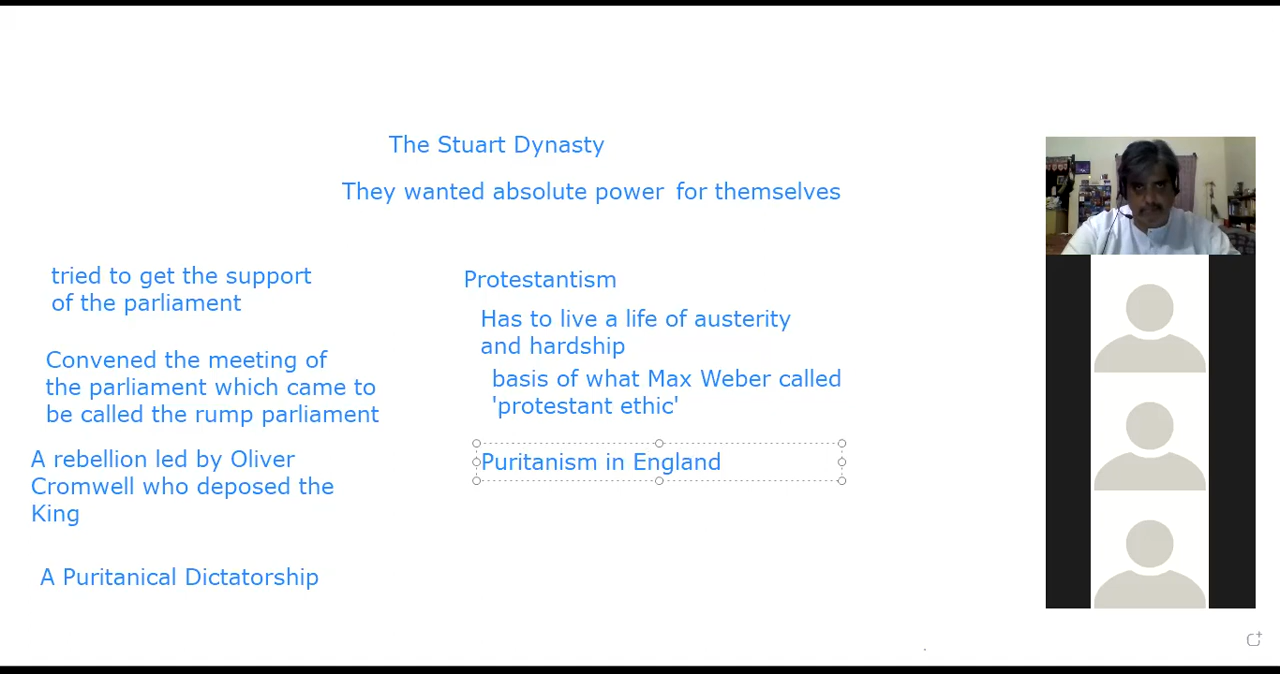 The Stuart Dynasty
They wanted absolute power for themselves
tried to get the support
of the parliament
Convened the meeting of
the parliament which came to
be called the rump parliament
A rebellion led by Oliver
Cromwell who deposed the
King
A Puritanical Dictatorship
Protestantism
Has to live a life of austerity
and hardship
basis of what Max Weber called
'protestant ethic'
Puritanism in England